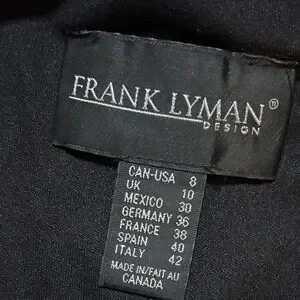 FRANK LYMAN®
DESIGN
CAN-USA 8
UK 10
MEXICO 30
GERMANY 36
FRANCE 38
SPAIN 40
ITALY 42
MADE IN/FAIT AU
CANADA